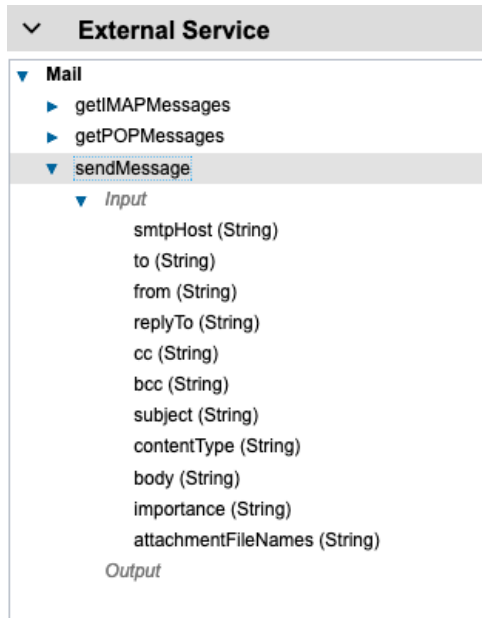 External Service
Mail
getIMAPMessages
getPOPMessages
sendMessage
Input
smtpHost (String)
to (String)
from (String)
replyTo (String)
cc (String)
bcc (String)
subject (String)
contentType (String)
body (String)
importance (String)
attachmentFileNames (String)
Output